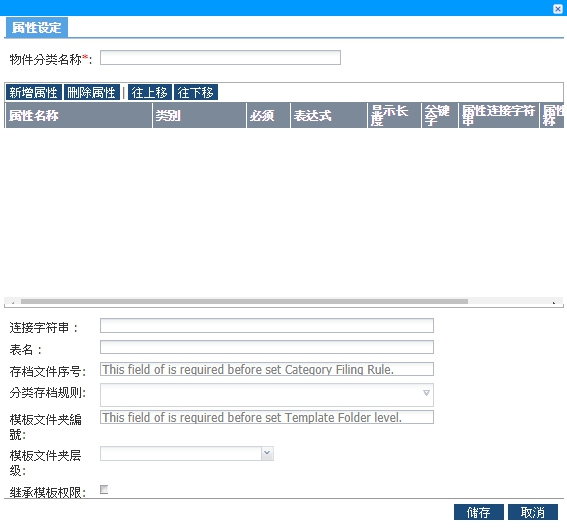 属性设定
物件分类名称*:
新增属性 删除属性 | 往上移 往下移
属性名称 类别 必须 表达式 显示长度 关键字 属性连接字符串
连接字符串：
表名：
存档文件序号: This field of is required before set Category Filing Rule.
分类存档规则:
模板文件夹編
號: This field of is required before set Template Folder level.
模板文件夹层
级:
继承模板权限:
储存 取消